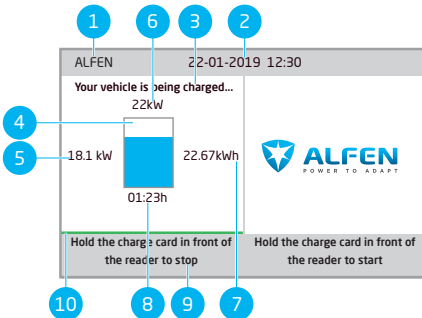 1
6
3
2
ALFEN
22-01-2019 12:30
Your vehicle is being charged...
22kW
4
5
18.1 kW
22.67kWh
ALFEN
POWER TO ADAPT
01:23h
Hold the charge card in front of
the reader to stop
Hold the charge card in front of
the reader to start
10
8
9
7